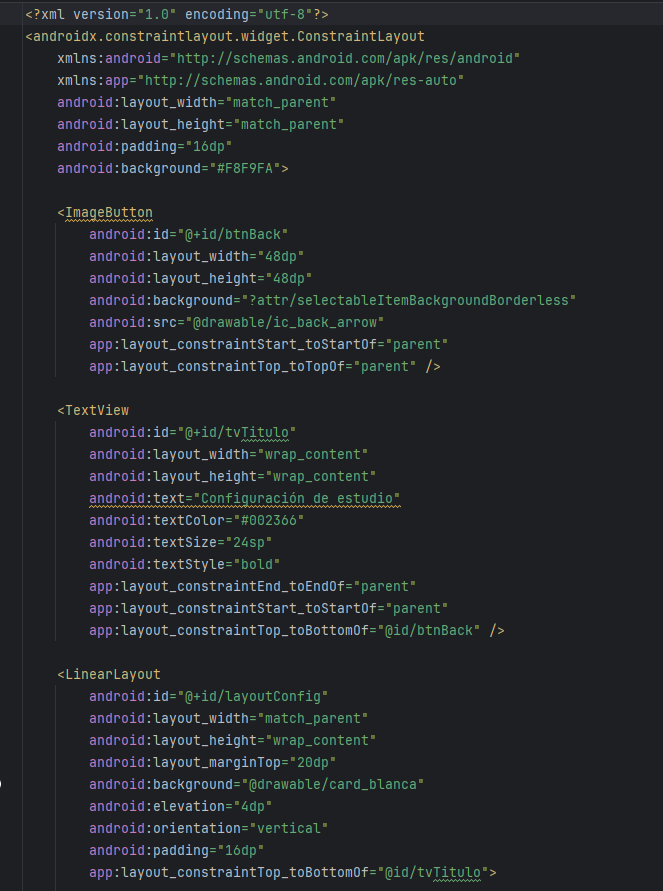 <?xml version="1.0" encoding="utf-8"?>
<androidx.constraintlayout.widget.ConstraintLayout
    xmlns:android="http://schemas.android.com/apk/res/android"
    xmlns:app="http://schemas.android.com/apk/res-auto"
    android:layout_width="match_parent"
    android:layout_height="match_parent"
    android:padding="16dp"
    android:background="#F8F9FA">

    <ImageButton
        android:id="@+id/btnBack"
        android:layout_width="48dp"
        android:layout_height="48dp"
        android:background="?attr/selectableItemBackgroundBorderless"
        android:src="@drawable/ic_back_arrow"
        app:layout_constraintStart_toStartOf="parent"
        app:layout_constraintTop_toTopOf="parent" />

    <TextView
        android:id="@+id/tvTitulo"
        android:layout_width="wrap_content"
        android:layout_height="wrap_content"
        android:text="Configuración de estudio"
        android:textColor="#002366"
        android:textSize="24sp"
        android:textStyle="bold"
        app:layout_constraintEnd_toEndOf="parent"
        app:layout_constraintStart_toStartOf="parent"
        app:layout_constraintTop_toBottomOf="@id/btnBack" />

    <LinearLayout
        android:id="@+id/layoutConfig"
        android:layout_width="match_parent"
        android:layout_height="wrap_content"
        android:layout_marginTop="20dp"
        android:background="@drawable/card_blanca"
        android:elevation="4dp"
        android:orientation="vertical"
        android:padding="16dp"
        app:layout_constraintTop_toBottomOf="@id/tvTitulo">